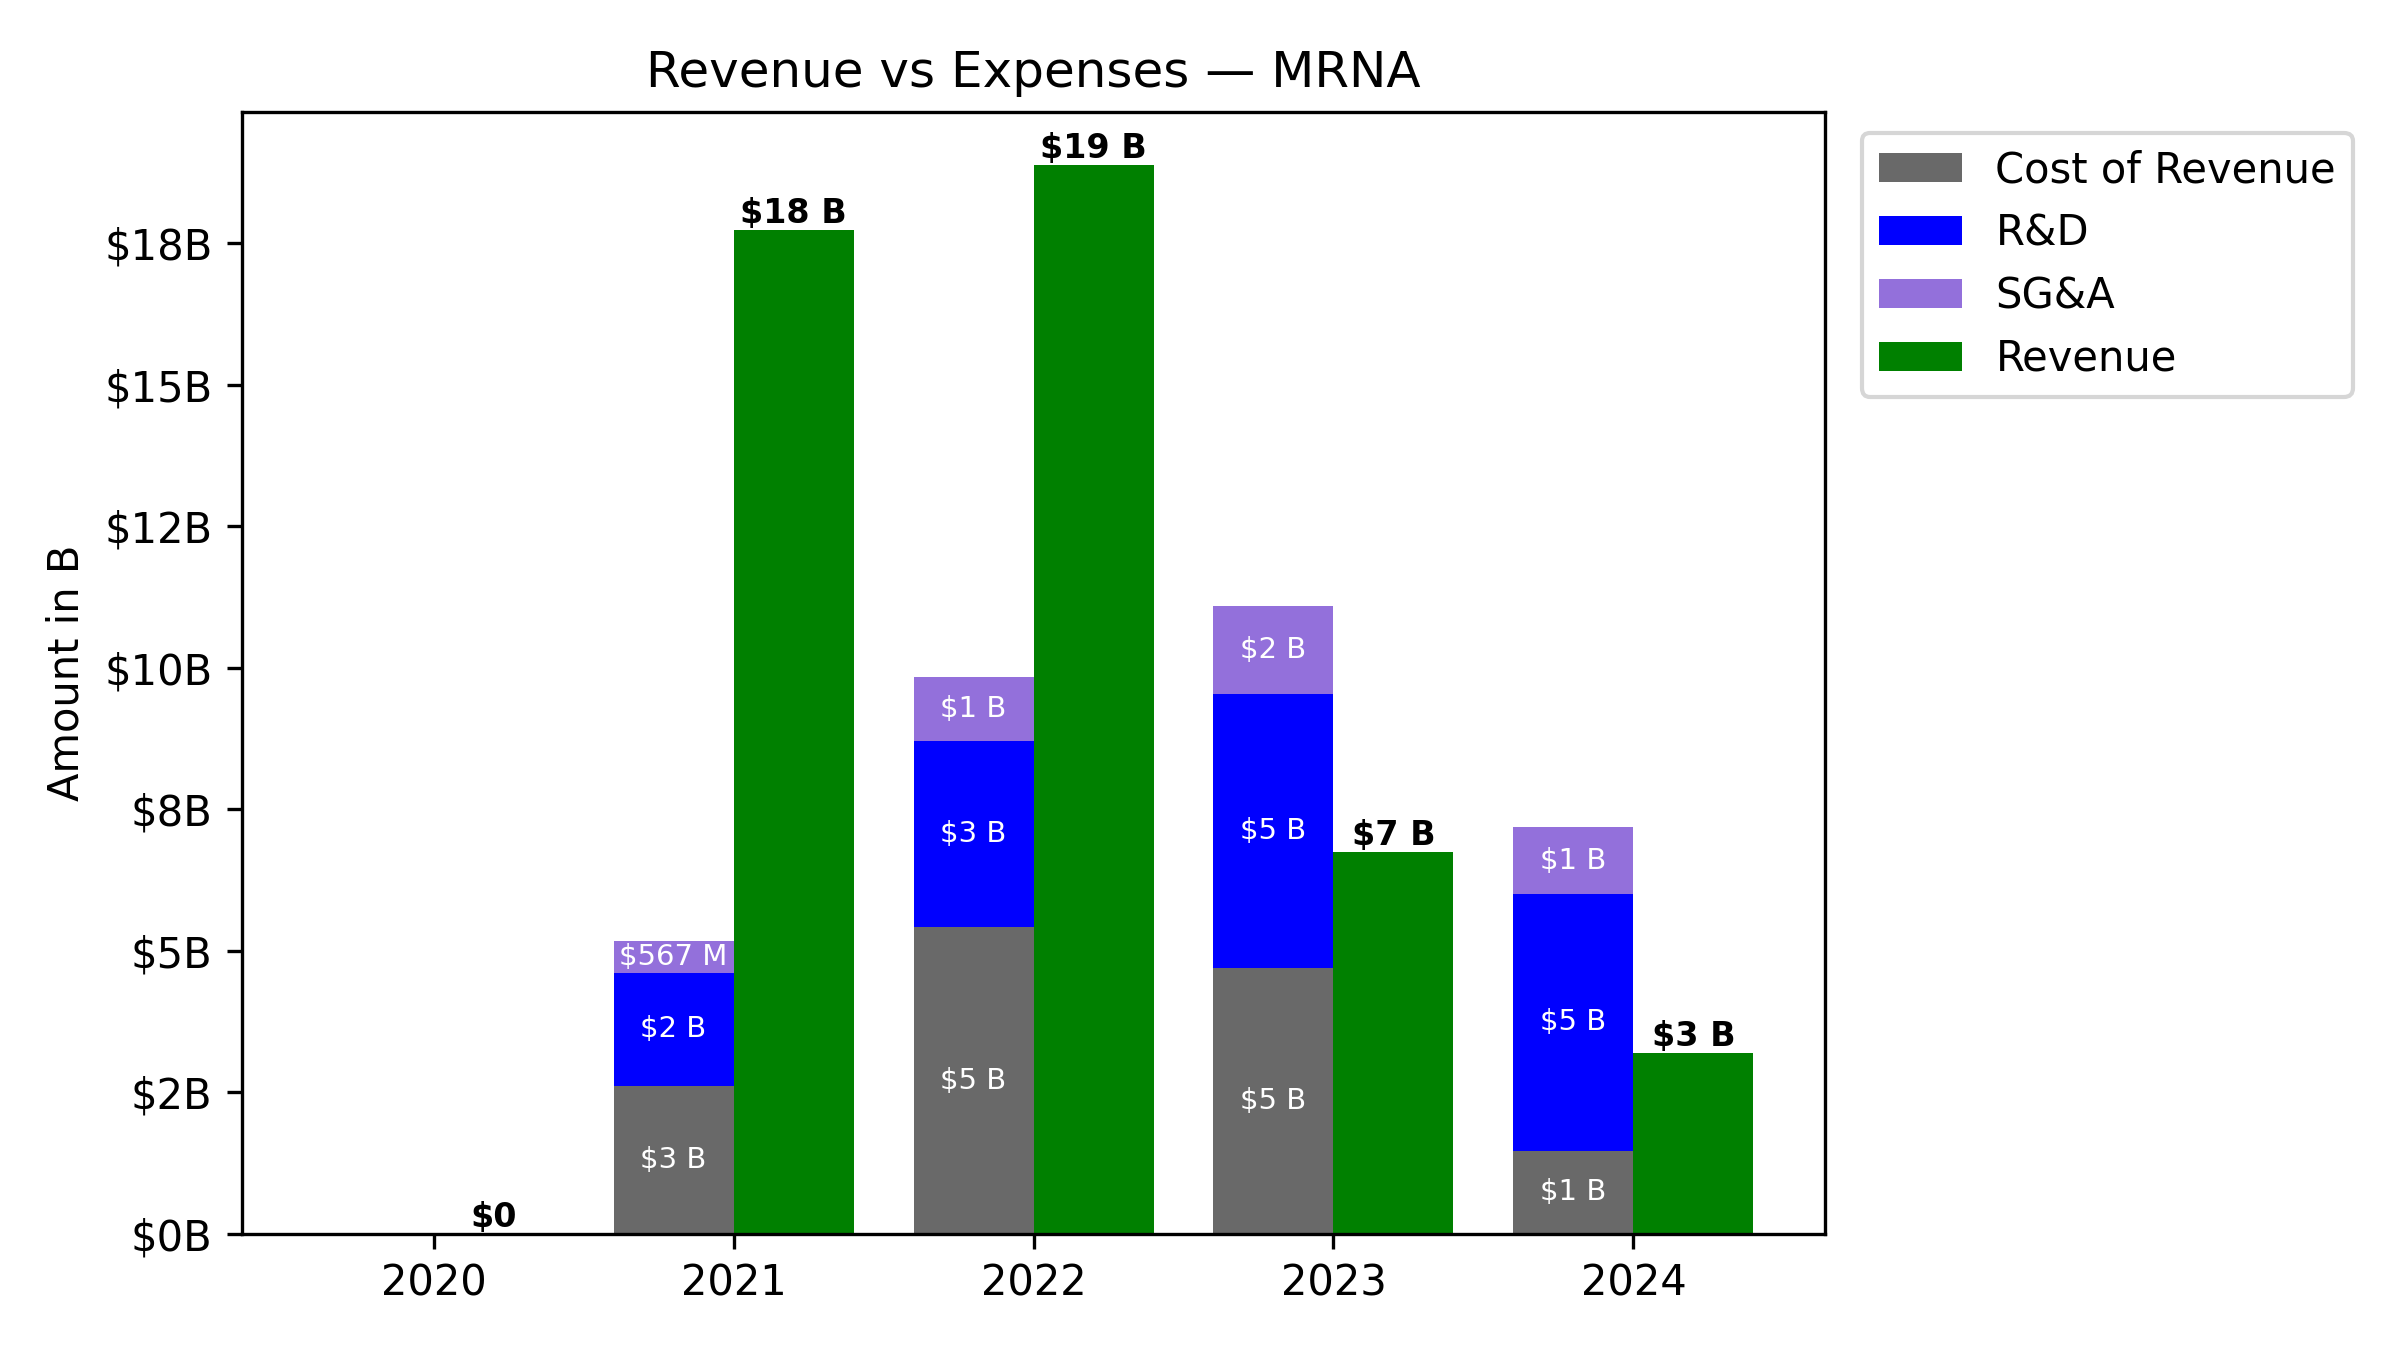 Revenue vs Expenses — MRNA
Cost of Revenue
R&D
SG&A
Revenue
Amount in B
$18B
$15B
$12B
$10B
$8B
$5B
$2B
$0B
$0
$567 M
$2 B
$3 B
$18 B
$1 B
$3 B
$5 B
$19 B
$2 B
$5 B
$5 B
$7 B
$1 B
$5 B
$1 B
$3 B
2020
2021
2022
2023
2024